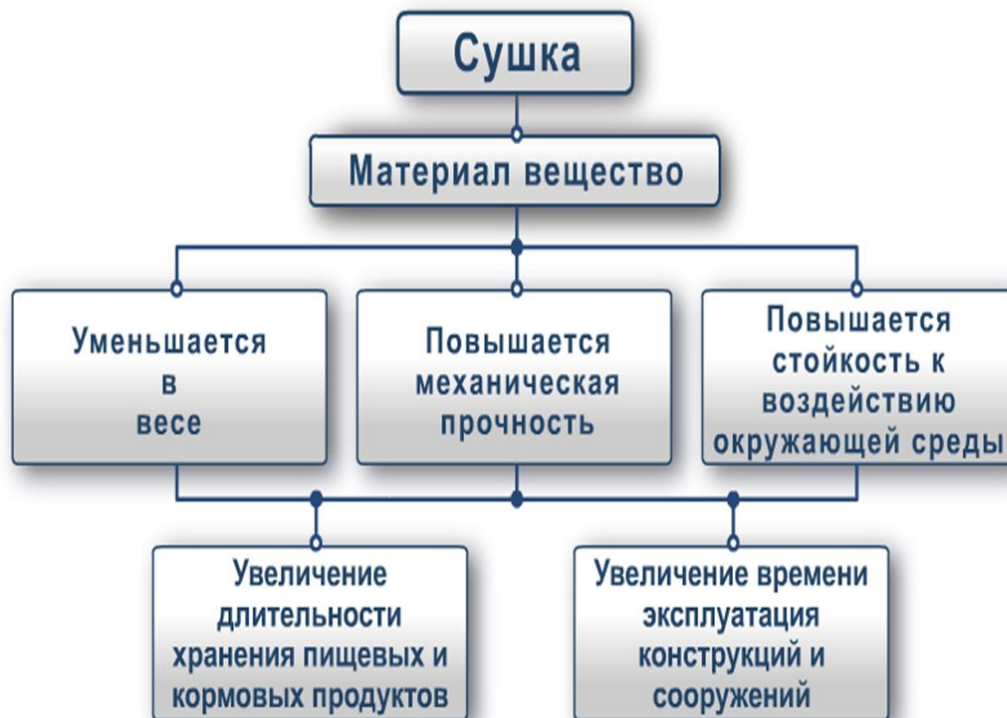 Сушка
Материал вещество
Уменьшается
в
весе
Повышается
механическая
прочность
Повышается
стойкость к
воздействию
окружающей среды
Увеличение
длительности
хранения пищевых и
кормовых продуктов
Увеличение времени
эксплуатация
конструкций и
сооружений